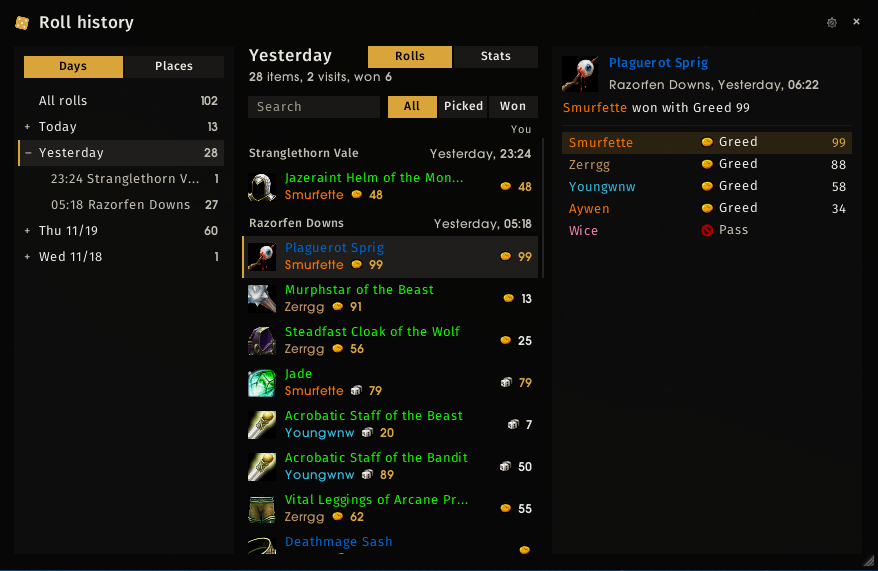 Roll history
Days Places
All rolls 102
+ Today 13
− Yesterday 28
23:24 Stranglethorn V... 1
05:18 Razorfen Downs 27
+ Thu 11/19 60
+ Wed 11/18 1
Yesterday Rolls Stats
28 items, 2 visits, won 6
Search All Picked Won
You
Stranglethorn Vale Yesterday, 23:24
Jazeraint Helm of the Mon...
Smurfette 48 48
Razorfen Downs Yesterday, 05:18
Plaguerot Sprig
Smurfette 99 99
Murphstar of the Beast
Zerrgg 91 13
Steadfast Cloak of the Wolf
Zerrgg 56 25
Jade
Smurfette 79 79
Acrobatic Staff of the Beast
Youngwnw 20 7
Acrobatic Staff of the Bandit
Youngwnw 89 50
Vital Leggings of Arcane Pr...
Zerrgg 62 55
Deathmage Sash
Plaguerot Sprig
Razorfen Downs, Yesterday, 06:22
Smurfette won with Greed 99
Smurfette Greed 99
Zerrgg Greed 88
Youngwnw Greed 58
Aywen Greed 34
Wice Pass